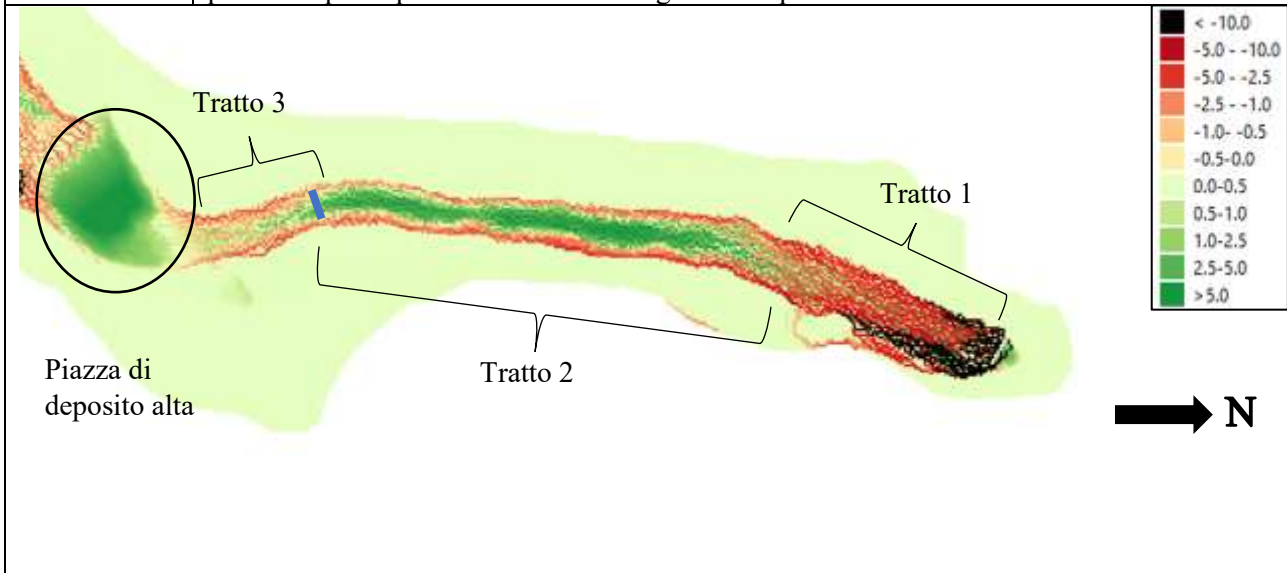 Tratto 3
Tratto 1
Tratto 2
Piazza di
deposito alta
N
< -10.0
-5.0 - -10.0
-5.0 - -2.5
-2.5 - -1.0
-1.0- -0.5
-0.5-0.0
0.0-0.5
0.5-1.0
1.0-2.5
2.5-5.0
>5.0